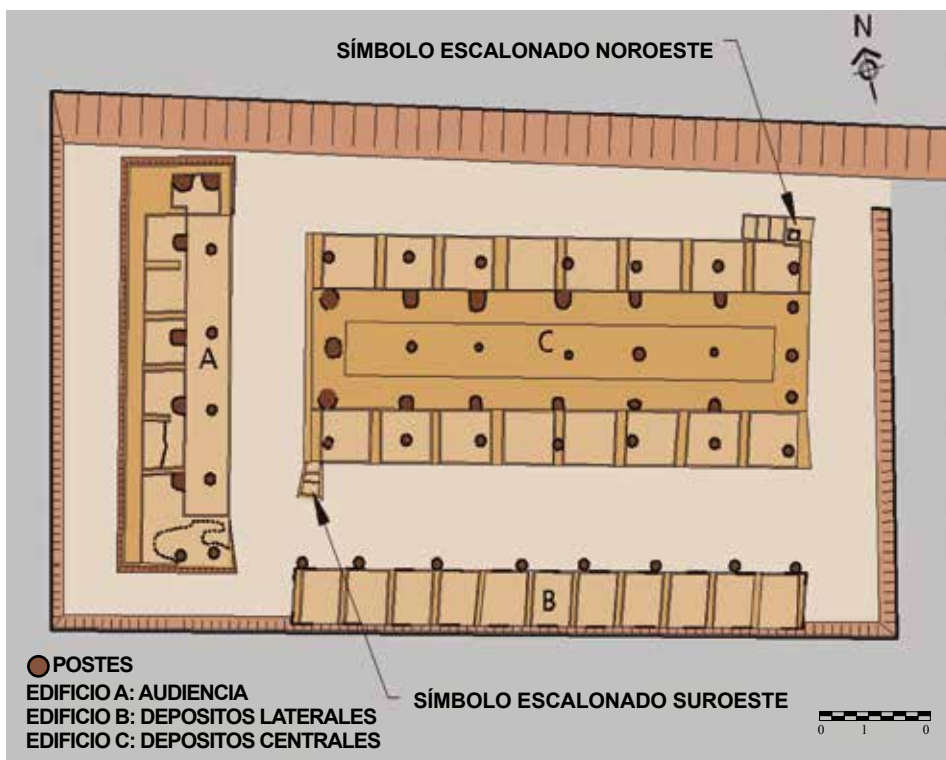 N
SÍMBOLO ESCALONADO NOROESTE
C
A
B
POSTES
EDIFICIO A: AUDIENCIA
SÍMBOLO ESCALONADO SUROESTE
EDIFICIO B: DEPOSITOS LATERALES
EDIFICIO C: DEPOSITOS CENTRALES
0 1 0